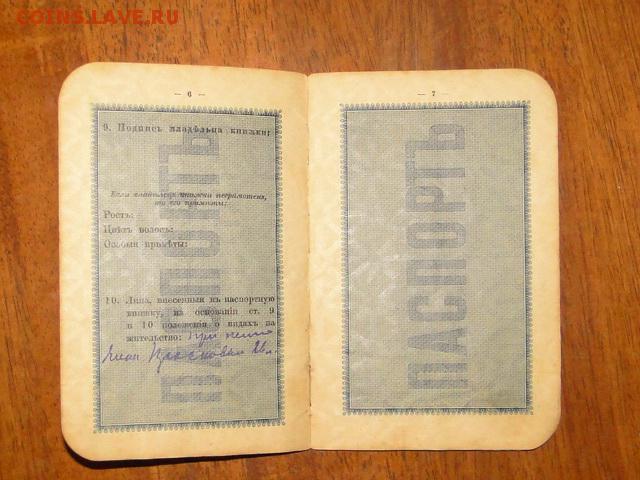 COINS.LAVE.RU
— 6 —
9. Подпись владѣльца книжки:
Если владѣлецъ книжки неграмотенъ,
то его примѣты:
Ростъ:
Цвѣтъ волосъ:
Особыя примѣты:
10. Лица, внесенныя въ паспортную
книжку, на основаніи ст. 9
и 10 положенія о видахъ на
жительство: при немъ
ПАСПОРТЪ
— 7 —
ПАСПОРТЪ